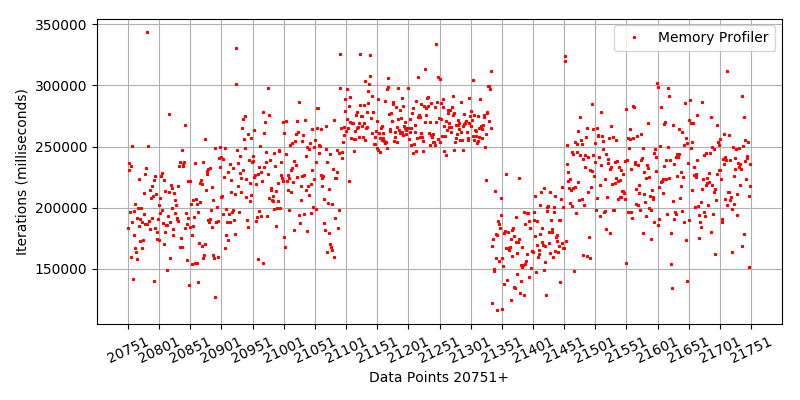 350000
Memory Profiler
300000
250000
200000
150000
Iterations (milliseconds)
20751 20801 20851 20901 20951 21001 21051 21101 21151 21201 21251 21301 21351 21401 21451 21501 21551 21601 21651 21701 21751
Data Points 20751+